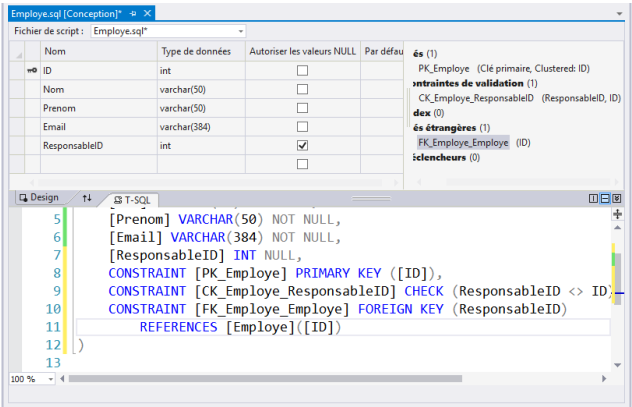 Employe.sql [Conception]*
Fichier de script : Employe.sql*
Nom Type de données Autoriser les valeurs NULL Par défau
ID int
Nom varchar(50)
Prenom varchar(50)
Email varchar(384)
ResponsableID int
és (1)
PK_Employe (Clé primaire, Clustered: ID)
ontraintes de validation (1)
CK_Employe_ResponsableID (ResponsableID, ID)
dex (0)
és étrangères (1)
FK_Employe_Employe (ID)
éclencheurs (0)
Design T-SQL
5 [Prenom] VARCHAR(50) NOT NULL,
6 [Email] VARCHAR(384) NOT NULL,
7 [ResponsableID] INT NULL,
8 CONSTRAINT [PK_Employe] PRIMARY KEY ([ID]),
9 CONSTRAINT [CK_Employe_ResponsableID] CHECK (ResponsableID <> ID)
10 CONSTRAINT [FK_Employe_Employe] FOREIGN KEY (ResponsableID)
11 REFERENCES [Employe]([ID])
12 )
13
100 %